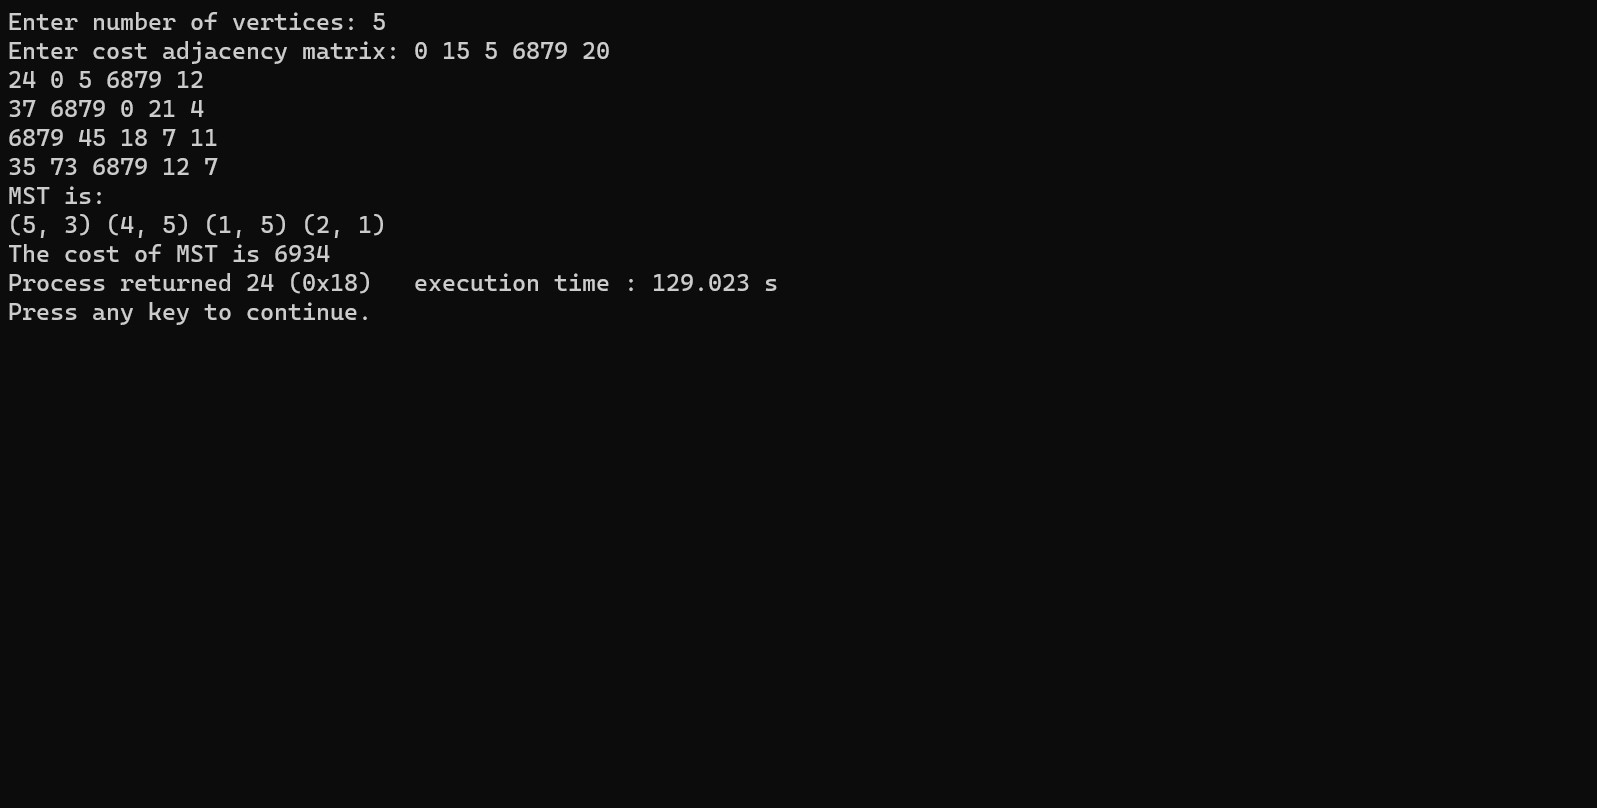 Enter number of vertices: 5
Enter cost adjacency matrix: 0 15 5 6879 20
24 0 5 6879 12
37 6879 0 21 4
6879 45 18 7 11
35 73 6879 12 7
MST is:
(5, 3) (4, 5) (1, 5) (2, 1)
The cost of MST is 6934
Process returned 24 (0x18)   execution time : 129.023 s
Press any key to continue.